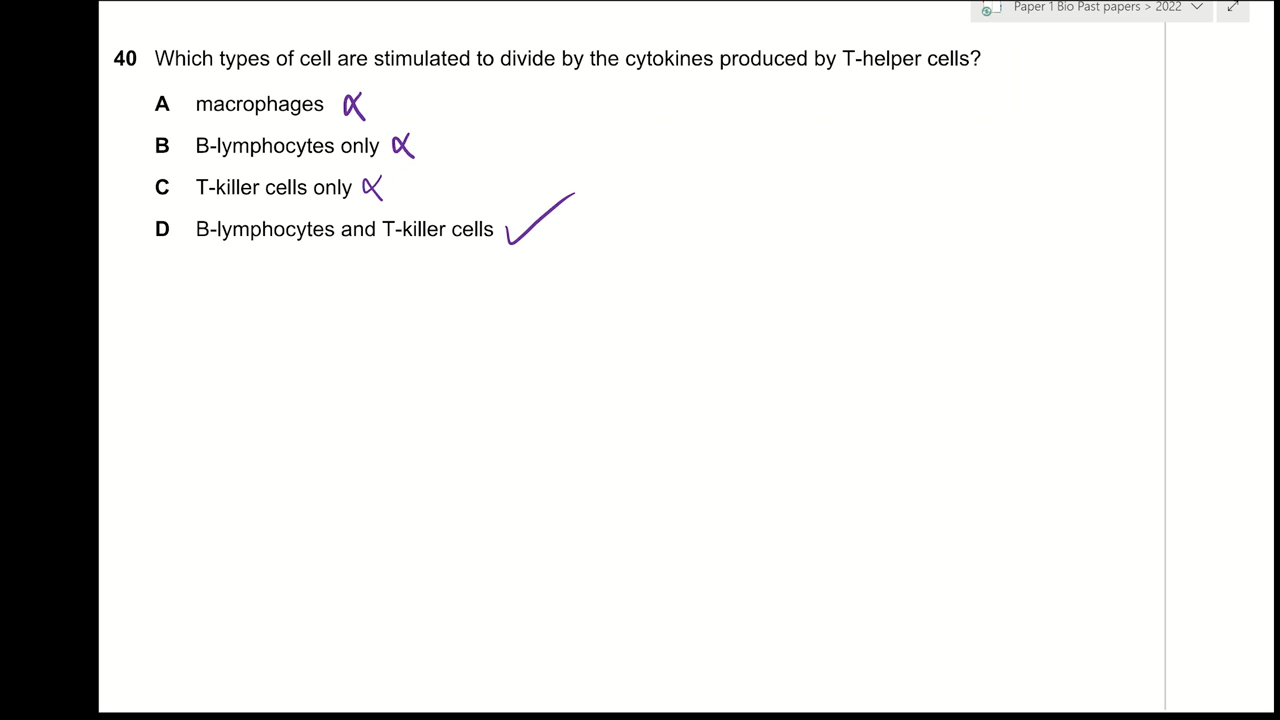 Paper 1 Bio Past papers > 2022
40 Which types of cell are stimulated to divide by the cytokines produced by T-helper cells?
A macrophages
B B-lymphocytes only
C T-killer cells only
D B-lymphocytes and T-killer cells